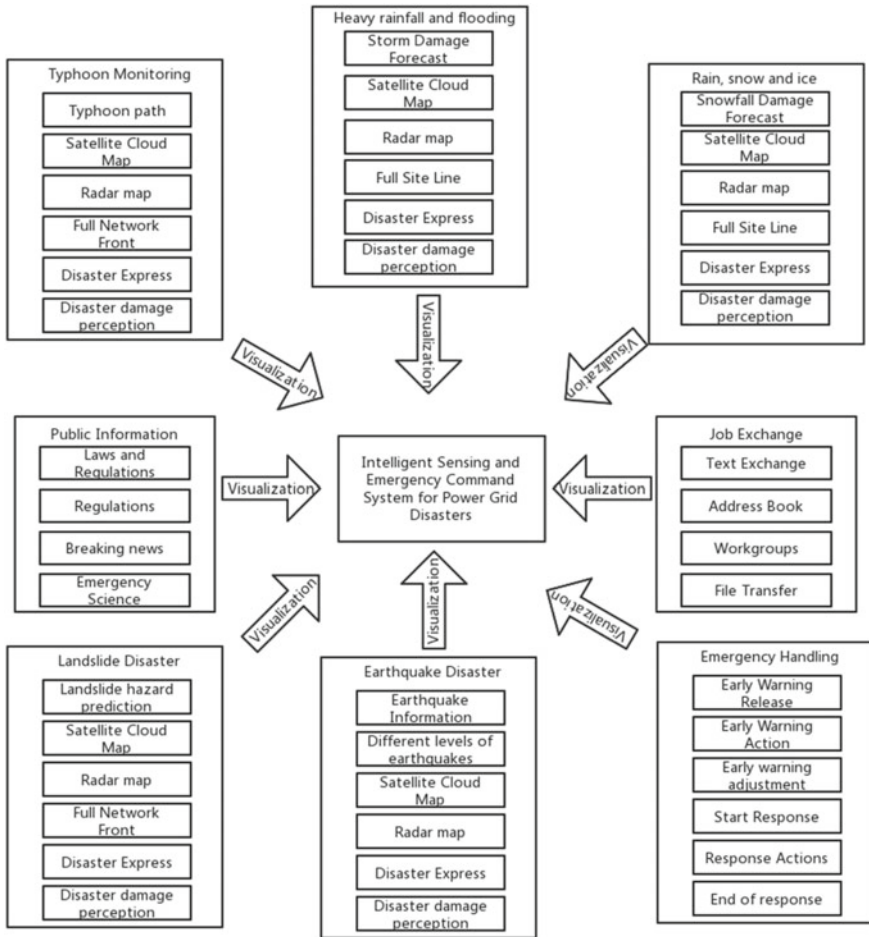 Heavy rainfall and flooding
Storm Damage
Forecast
Satellite Cloud
Map
Radar map
Full Site Line
Disaster Express
Disaster damage
perception
Typhoon Monitoring
Typhoon path
Satellite Cloud
Map
Radar map
Full Network
Front
Disaster Express
Disaster damage
perception
Rain, snow and ice
Snowfall Damage
Forecast
Satellite Cloud
Map
Radar map
Full Site Line
Disaster Express
Disaster damage
perception
Visualization
Visualization
Visualization
Public Information
Laws and
Regulations
Regulations
Breaking news
Emergency
Science
Visualization
Intelligent Sensing and
Emergency Command
System for Power Grid
Disasters
Visualization
Job Exchange
Text Exchange
Address Book
Workgroups
File Transfer
Visualization
Visualization
Visualization
Landslide Disaster
Landslide hazard
prediction
Satellite Cloud
Map
Radar map
Full Network
Front
Disaster Express
Disaster damage
perception
Earthquake Disaster
Earthquake
Information
Different levels of
earthquakes
Satellite Cloud
Map
Radar map
Disaster Express
Disaster damage
perception
Emergency Handling
Early Warning
Release
Early Warning
Action
Early warning
adjustment
Start Response
Response Actions
End of response